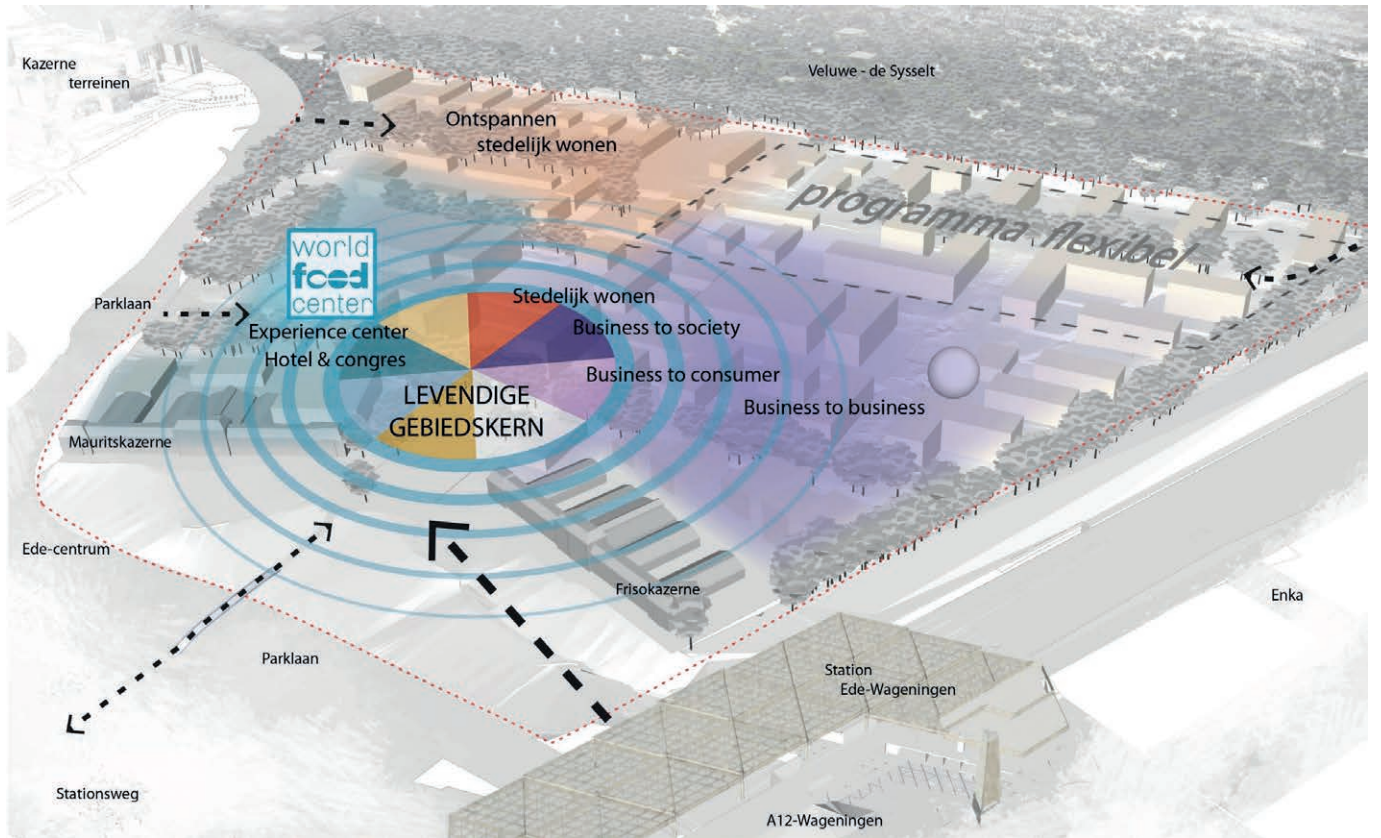 Kazerne
terreinen
Veluwe - de Sysselt
Ontspannen
stedelijk wonen
programma flexibel
world
food
center
Parklaan
Stedelijk wonen
Experience center
Business to society
Hotel & congres
Business to consumer
LEVENDIGE
GEBIEDSKERN
Business to business
Mauritskazerne
Ede-centrum
Frisokazerne
Enka
Parklaan
Station
Ede-Wageningen
Stationsweg
A12-Wageningen